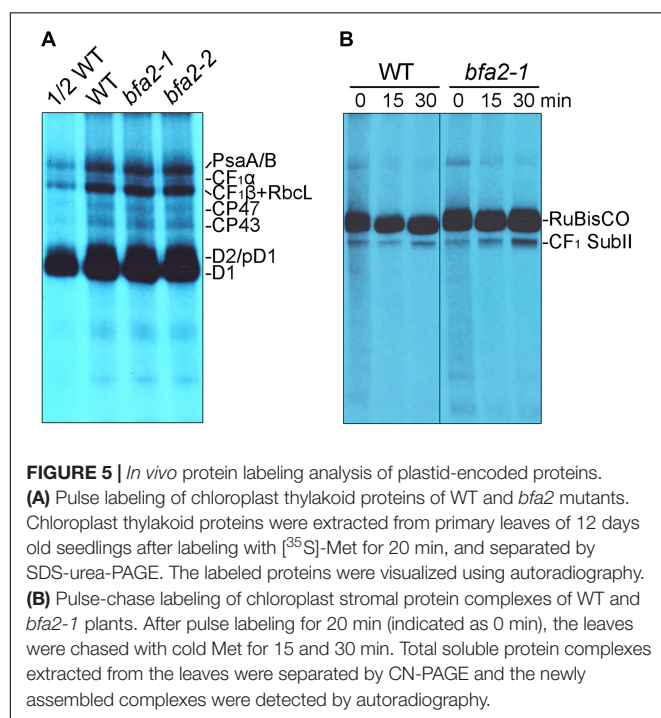 A
1/2 WT WT bfa2-1 bfa2-2
PsaA/B
CF₁α
CF₁β+RbcL
CP47
CP43
D2/pD1
D1
B
WT bfa2-1
0 15 30 0 15 30 min
RuBisCO
CF₁ SubII
FIGURE 5 | In vivo protein labeling analysis of plastid-encoded proteins.
(A) Pulse labeling of chloroplast thylakoid proteins of WT and bfa2 mutants.
Chloroplast thylakoid proteins were extracted from primary leaves of 12 days
old seedlings after labeling with [³⁵S]-Met for 20 min, and separated by
SDS-urea-PAGE. The labeled proteins were visualized using autoradiography.
(B) Pulse-chase labeling of chloroplast stromal protein complexes of WT and
bfa2-1 plants. After pulse labeling for 20 min (indicated as 0 min), the leaves
were chased with cold Met for 15 and 30 min. Total soluble protein complexes
extracted from the leaves were separated by CN-PAGE and the newly
assembled complexes were detected by autoradiography.